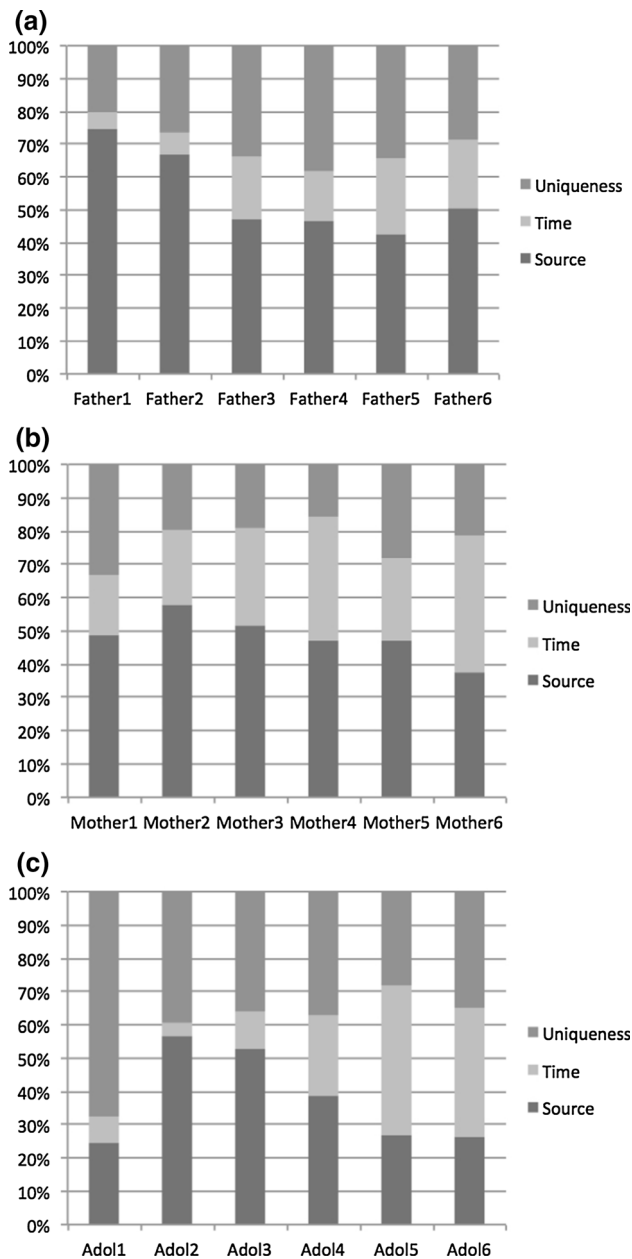 (a)
100%
90%
80%
70%
60%
50%
40%
30%
20%
10%
0%
Father1 Father2 Father3 Father4 Father5 Father6
Uniqueness
Time
Source
(b)
100%
90%
80%
70%
60%
50%
40%
30%
20%
10%
0%
Mother1 Mother2 Mother3 Mother4 Mother5 Mother6
Uniqueness
Time
Source
(c)
100%
90%
80%
70%
60%
50%
40%
30%
20%
10%
0%
Adol1 Adol2 Adol3 Adol4 Adol5 Adol6
Uniqueness
Time
Source